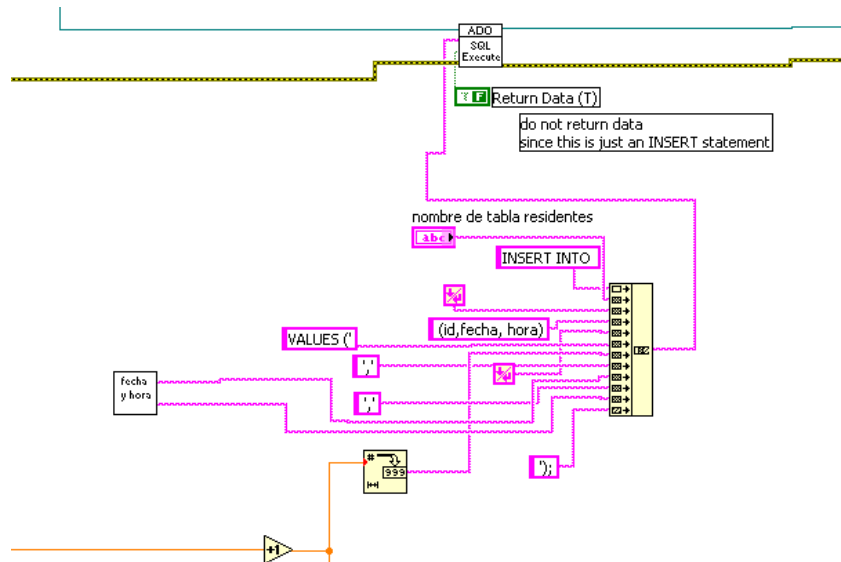 ADO
SQL
Execute
F
Return Data (T)
do not return data
since this is just an INSERT statement
nombre de tabla residentes
abc
INSERT INTO
(id,fecha, hora)
VALUES ('
','
fecha
y hora
','
#
999
');
+1